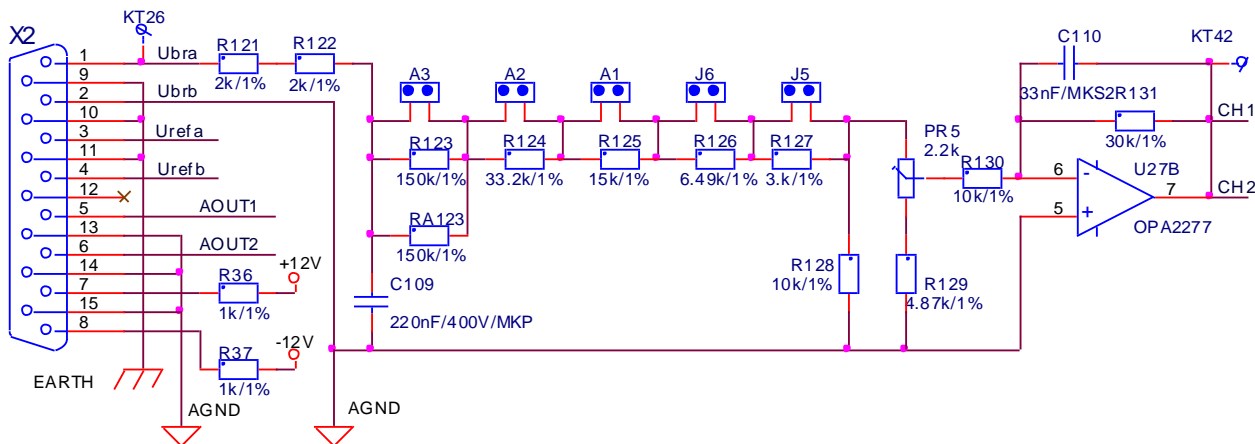 X2
KT26
1
Ubra
R121
2k/1%
R122
2k/1%
9
2
Ubrb
10
3
Urefa
11
4
Urefb
12
5
AOUT1
13
6
AOUT2
14
7
R36
1k/1%
+12V
15
8
R37
1k/1%
-12V
EARTH
AGND
AGND
A3
A2
A1
J6
J5
R123
150k/1%
R124
33.2k/1%
R125
15k/1%
R126
6.49k/1%
R127
3.k/1%
RA123
150k/1%
C109
220nF/400V/MKP
R128
10k/1%
R129
4.87k/1%
PR5
2.2k
R130
10k/1%
C110
33nF/MKS2
R131
30k/1%
KT42
CH1
CH2
6
-
5
+
7
U27B
OPA2277